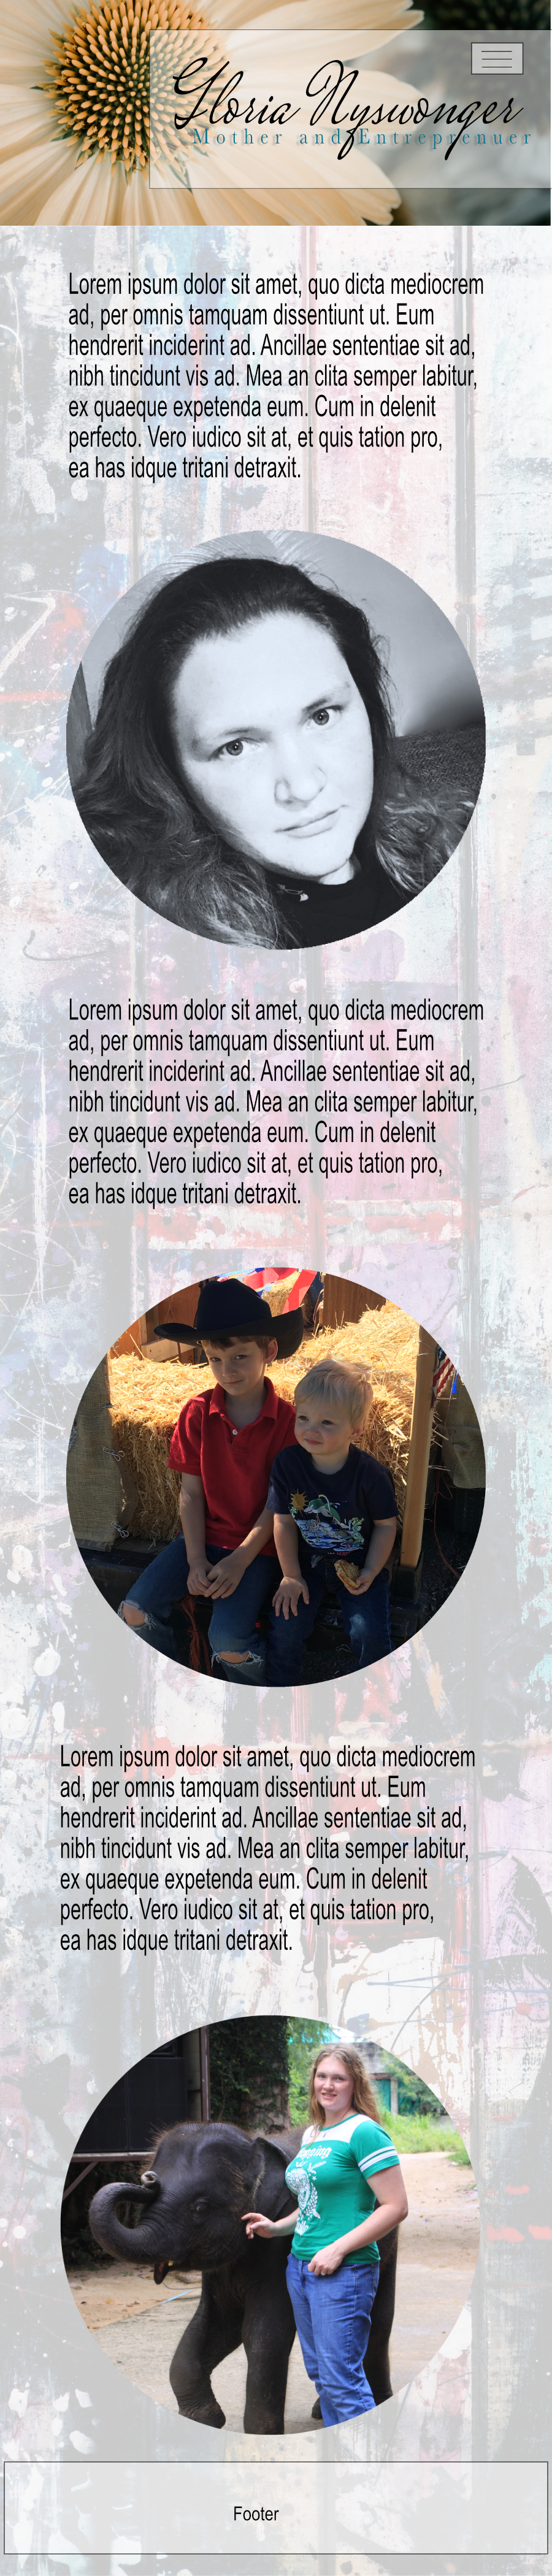 Gloria Nyswonger
Mother and Entreprenuer
Lorem ipsum dolor sit amet, quo dicta mediocrem
ad, per omnis tamquam dissentiunt ut. Eum
hendrerit inciderint ad. Ancillae sententiae sit ad,
nibh tincidunt vis ad. Mea an clita semper labitur,
ex quaeque expetenda eum. Cum in delenit
perfecto. Vero iudico sit at, et quis tation pro,
ea has idque tritani detraxit.
Lorem ipsum dolor sit amet, quo dicta mediocrem
ad, per omnis tamquam dissentiunt ut. Eum
hendrerit inciderint ad. Ancillae sententiae sit ad,
nibh tincidunt vis ad. Mea an clita semper labitur,
ex quaeque expetenda eum. Cum in delenit
perfecto. Vero iudico sit at, et quis tation pro,
ea has idque tritani detraxit.
Lorem ipsum dolor sit amet, quo dicta mediocrem
ad, per omnis tamquam dissentiunt ut. Eum
hendrerit inciderint ad. Ancillae sententiae sit ad,
nibh tincidunt vis ad. Mea an clita semper labitur,
ex quaeque expetenda eum. Cum in delenit
perfecto. Vero iudico sit at, et quis tation pro,
ea has idque tritani detraxit.
Footer